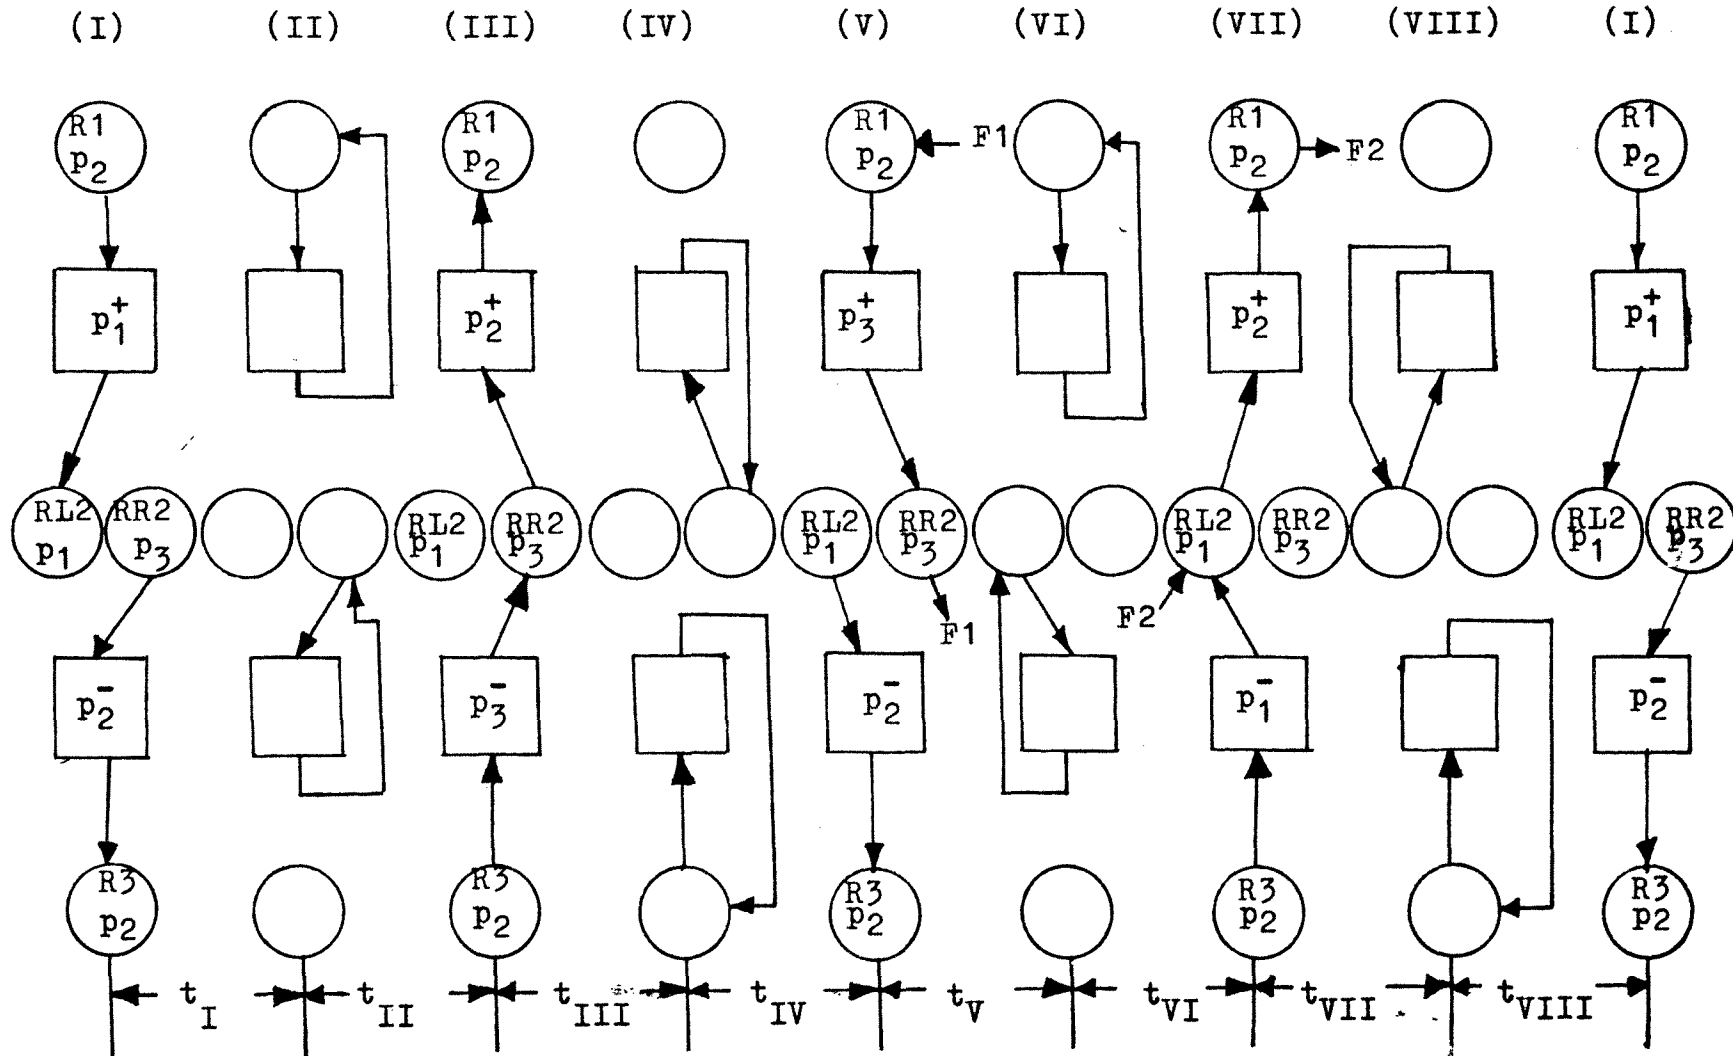 (I) (II) (III) (IV) (V) (VI) (VII) (VIII) (I)
R1 R1 R1 F1 R1 R1
p2 p2 p2 p2 F2 p2
p1+ p2+ p3+ p2+ p1+
RL2 RR2 RL2 RR2 RL2 RR2 RL2 RR2 RL2 RR2
p1 p3 p1 p3 p1 p3 p1 p3 p1 p3
F1 F2
p2- p3- p2- p1- p2-
R3 R3 R3 R3 R3
p2 p2 p2 p2 p2
tI tII tIII tIV tV tVI tVII tVIII